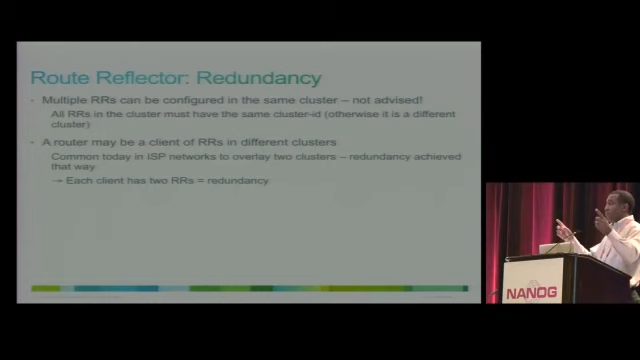 Route Reflector: Redundancy
Multiple RRs can be configured in the same cluster – not advised!
All RRs in the cluster must have the same cluster-id (otherwise it is a different
cluster)
A router may be a client of RRs in different clusters
Common today in ISP networks to overlay two clusters – redundancy achieved
that way
→ Each client has two RRs = redundancy
NANOG